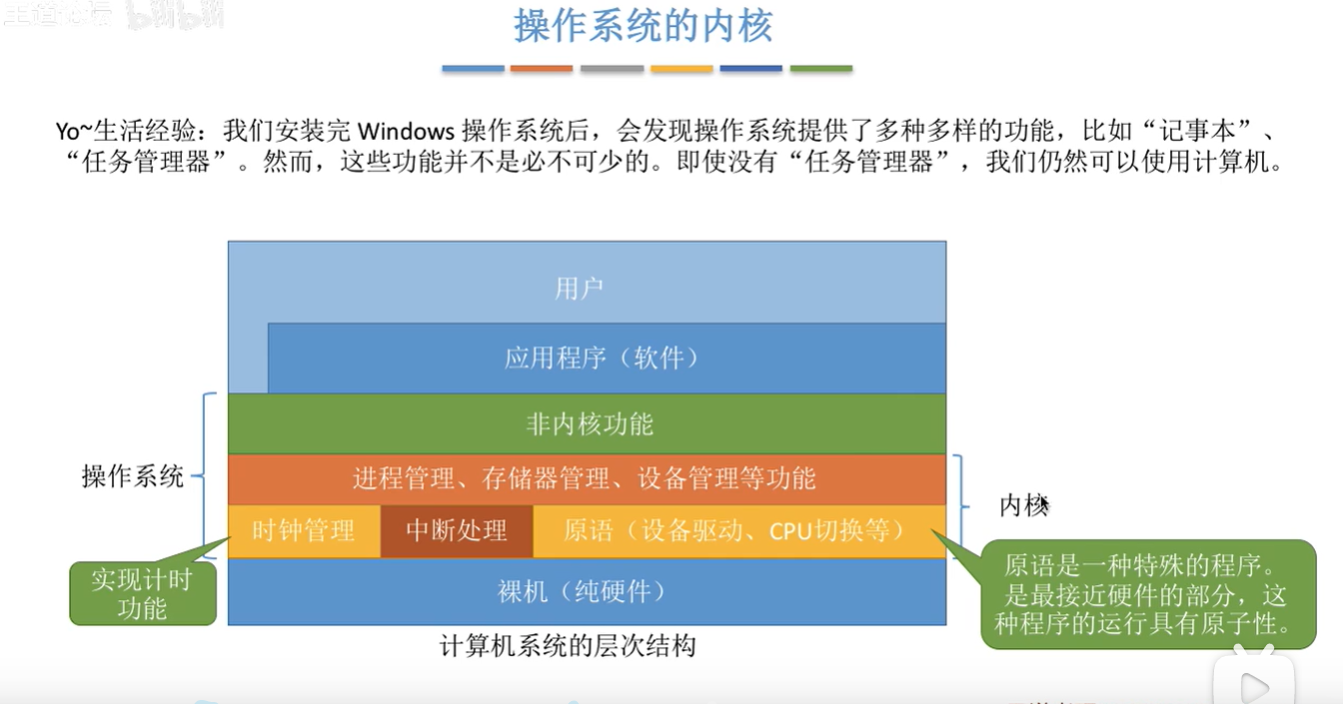 王道论坛 bilibili
操作系统的内核
Yo~生活经验：我们安装完 Windows 操作系统后，会发现操作系统提供了多种多样的功能，比如“记事本”、
“任务管理器”。然而，这些功能并不是必不可少的。即使没有“任务管理器”，我们仍然可以使用计算机。
用户
应用程序（软件）
非内核功能
操作系统
进程管理、存储器管理、设备管理等功能
内核
时钟管理
中断处理
原语（设备驱动、CPU切换等）
实现计时
功能
裸机（纯硬件）
原语是一种特殊的程序。
是最接近硬件的部分，这
种程序的运行具有原子性。
计算机系统的层次结构